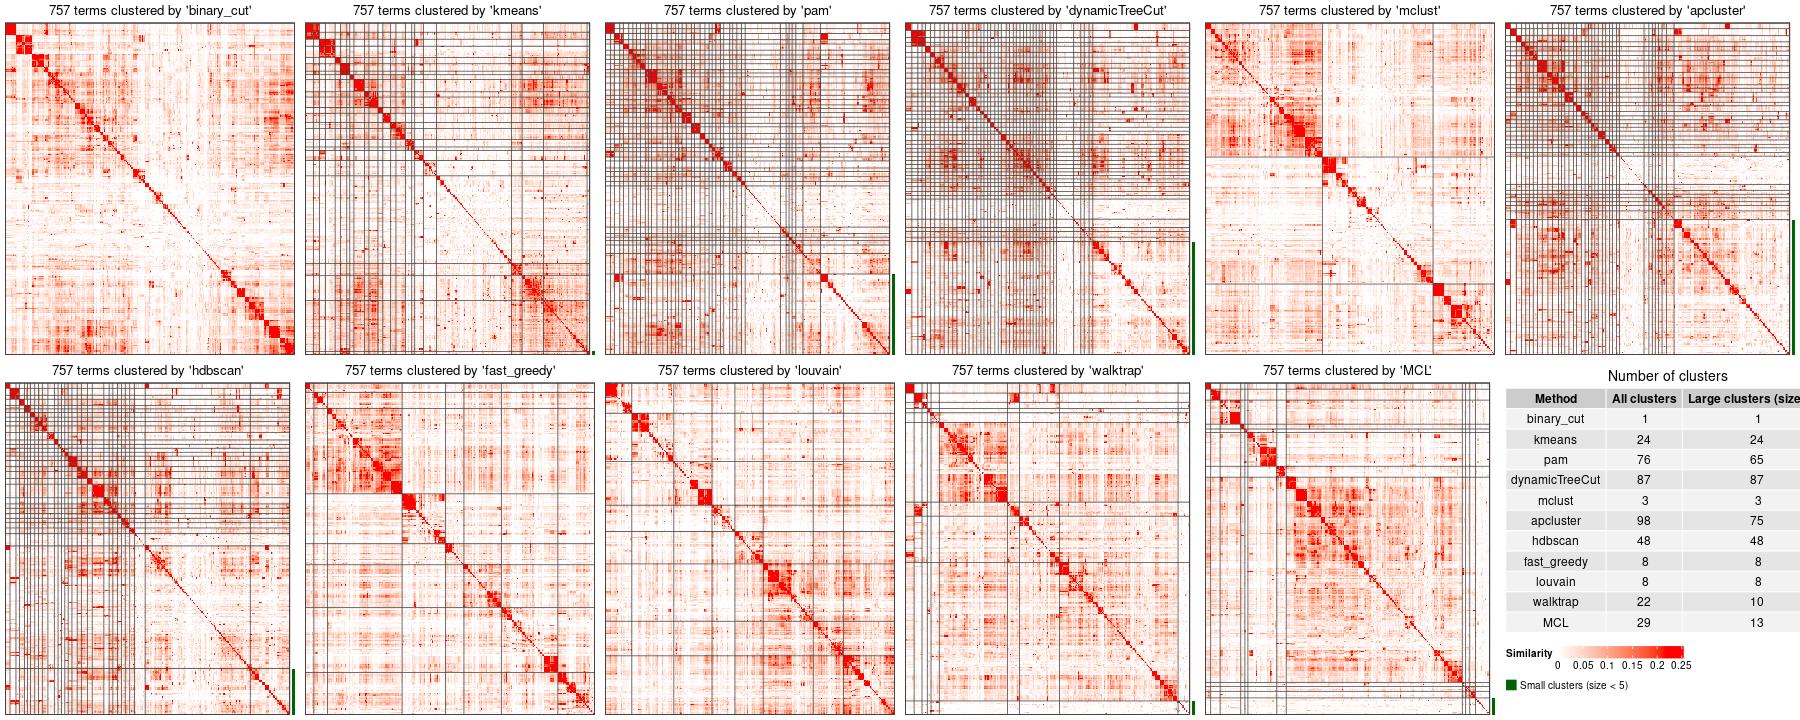 757 terms clustered by 'binary_cut'
757 terms clustered by 'kmeans'
757 terms clustered by 'pam'
757 terms clustered by 'dynamicTreeCut'
757 terms clustered by 'mclust'
757 terms clustered by 'apcluster'
757 terms clustered by 'hdbscan'
757 terms clustered by 'fast_greedy'
757 terms clustered by 'louvain'
757 terms clustered by 'walktrap'
757 terms clustered by 'MCL'
Number of clusters
Method All clusters Large clusters (size
binary_cut 1 1
kmeans 24 24
pam 76 65
dynamicTreeCut 87 87
mclust 3 3
apcluster 98 75
hdbscan 48 48
fast_greedy 8 8
louvain 8 8
walktrap 22 10
MCL 29 13
Similarity
0 0.05 0.1 0.15 0.2 0.25
Small clusters (size < 5)